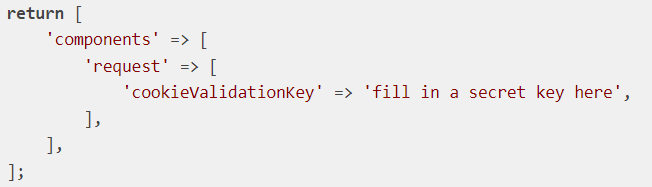 return [
    'components' => [
        'request' => [
            'cookieValidationKey' => 'fill in a secret key here',
        ],
    ],
];